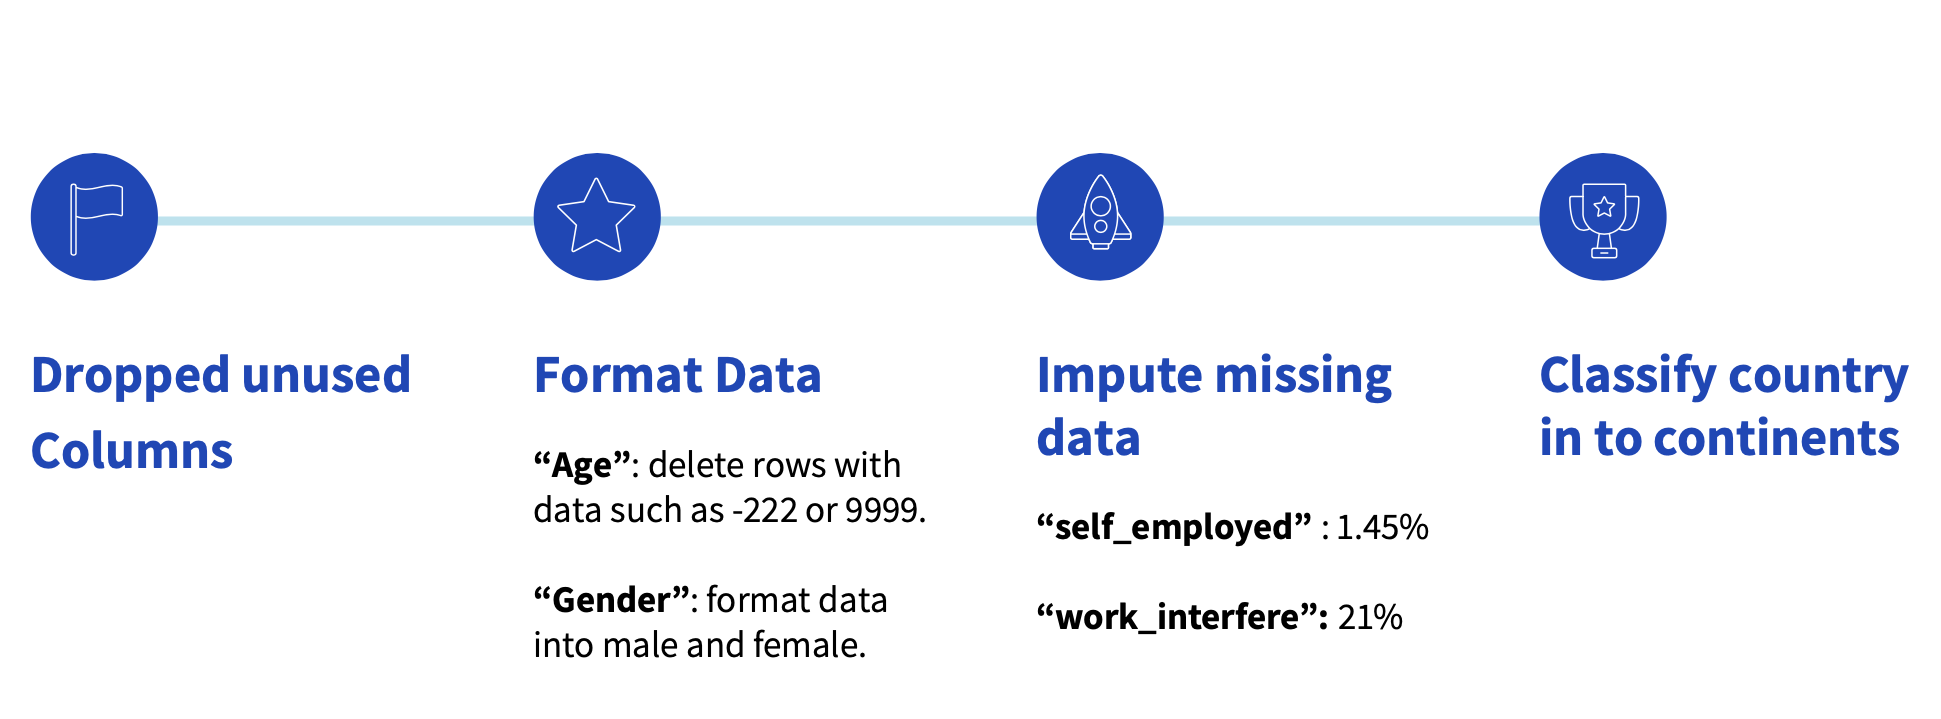 Dropped unused
Columns
Format Data
“Age”: delete rows with
data such as -222 or 9999.
“Gender”: format data
into male and female.
Impute missing
data
“self_employed” : 1.45%
“work_interfere”: 21%
Classify country
in to continents